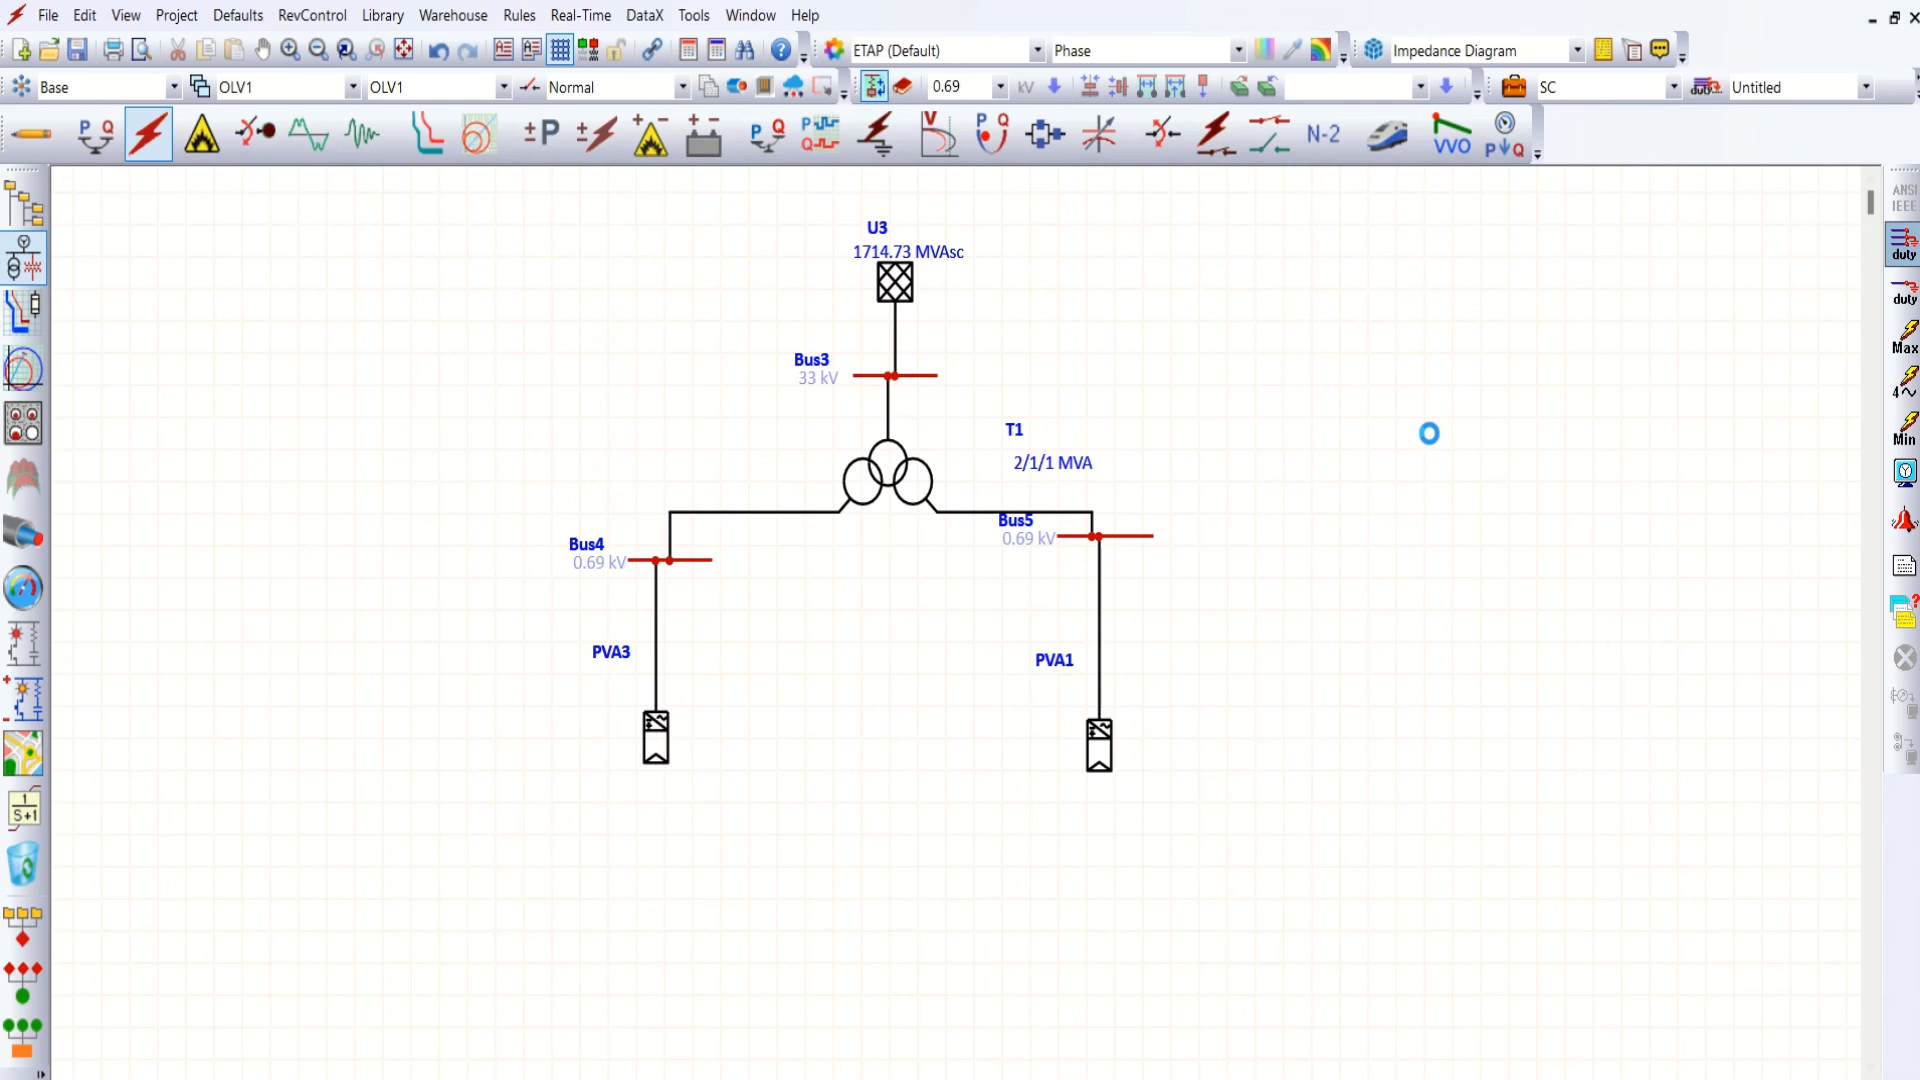 File Edit View Project Defaults RevControl Library Warehouse Rules Real-Time DataX Tools Window Help
ETAP (Default) Phase Impedance Diagram
Base OLV1 OLV1 Normal 0.69 kV SC Untitled
P Q ±P P Q P Q V P Q N-2 VVO P Q
ANSI
IEEE
duty
duty
Max
4
Min
1
S+1
U3
1714.73 MVAsc
Bus3
33 kV
T1
2/1/1 MVA
Bus5
0.69 kV
Bus4
0.69 kV
PVA3
PVA1